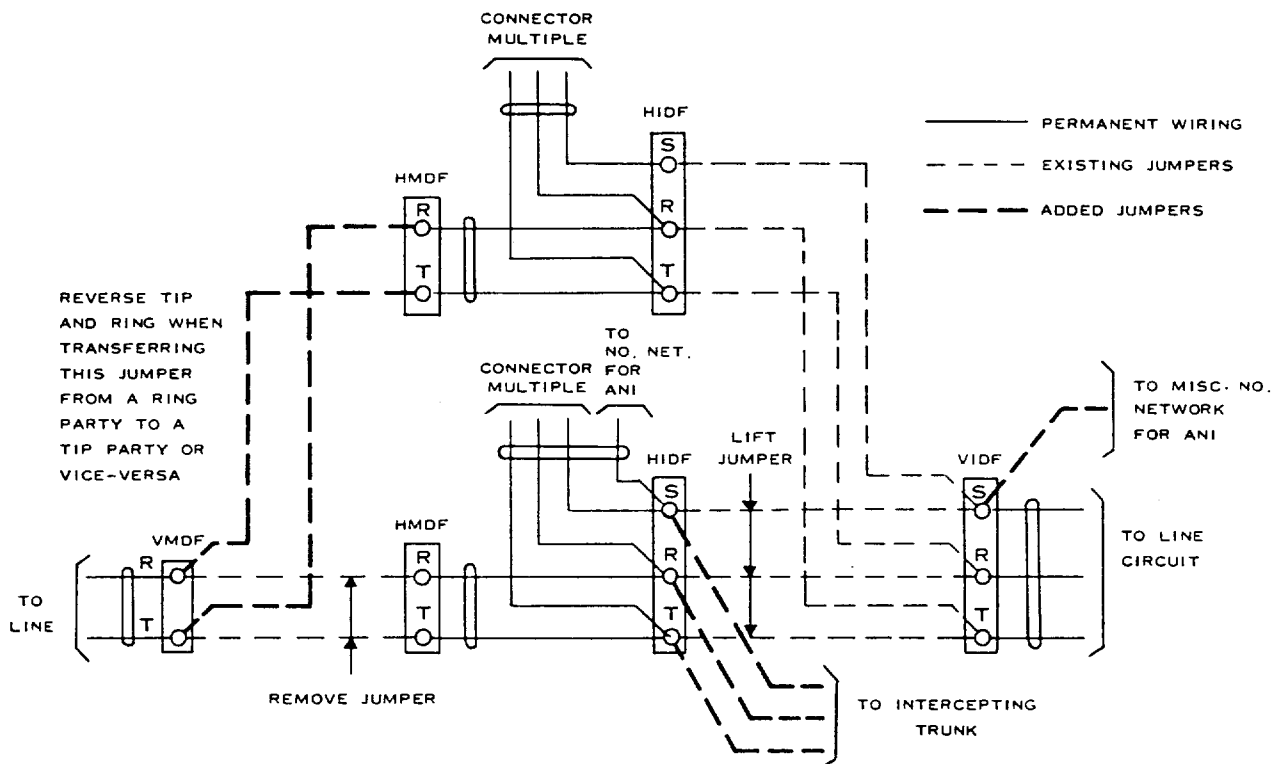 CONNECTOR
MULTIPLE
HIDF
S
R
T
PERMANENT WIRING
EXISTING JUMPERS
ADDED JUMPERS
HMDF
R
T
REVERSE TIP
AND RING WHEN
TRANSFERRING
THIS JUMPER
FROM A RING
PARTY TO A
TIP PARTY OR
VICE-VERSA
TO
NO. NET.
FOR
ANI
CONNECTOR
MULTIPLE
HIDF
S
R
T
LIFT
JUMPER
VIDF
S
R
T
TO MISC. NO.
NETWORK
FOR ANI
TO LINE
CIRCUIT
VMDF
R
T
HMDF
R
T
TO
LINE
REMOVE JUMPER
TO INTERCEPTING
TRUNK